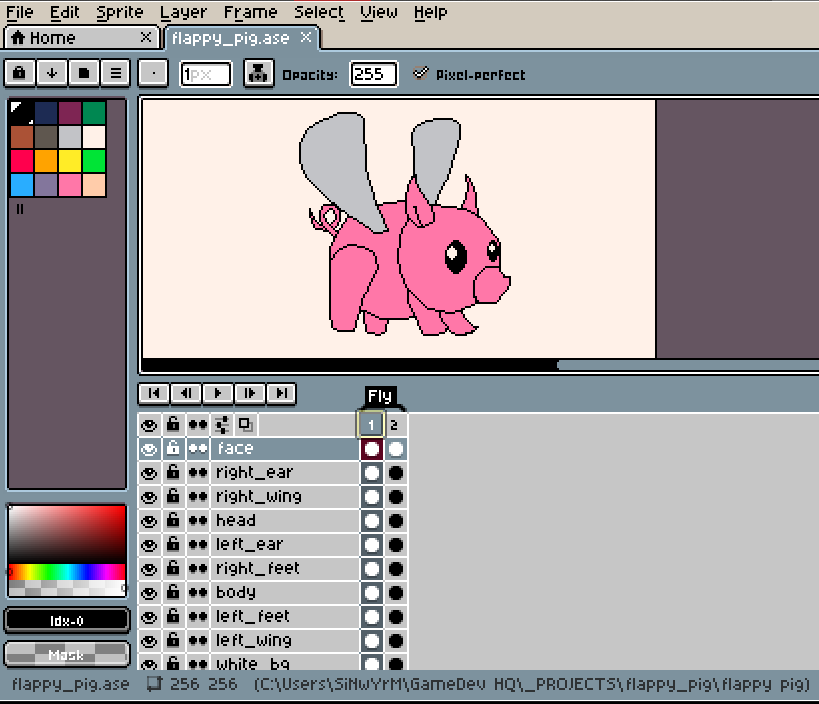 File Edit Sprite Layer Frame Select View Help
Home flappy_pig.ase
1px Opacity: 255 Pixel-perfect
Fly
1 2
face
right_ear
right_wing
head
left_ear
right_feet
body
left_feet
left_wing
white_bg
Idx-0
Mask
flappy_pig.ase 256 256 (C:\Users\SiNWYrM\GameDev HQ\_PROJECTS\flappy_pig\flappy pig)